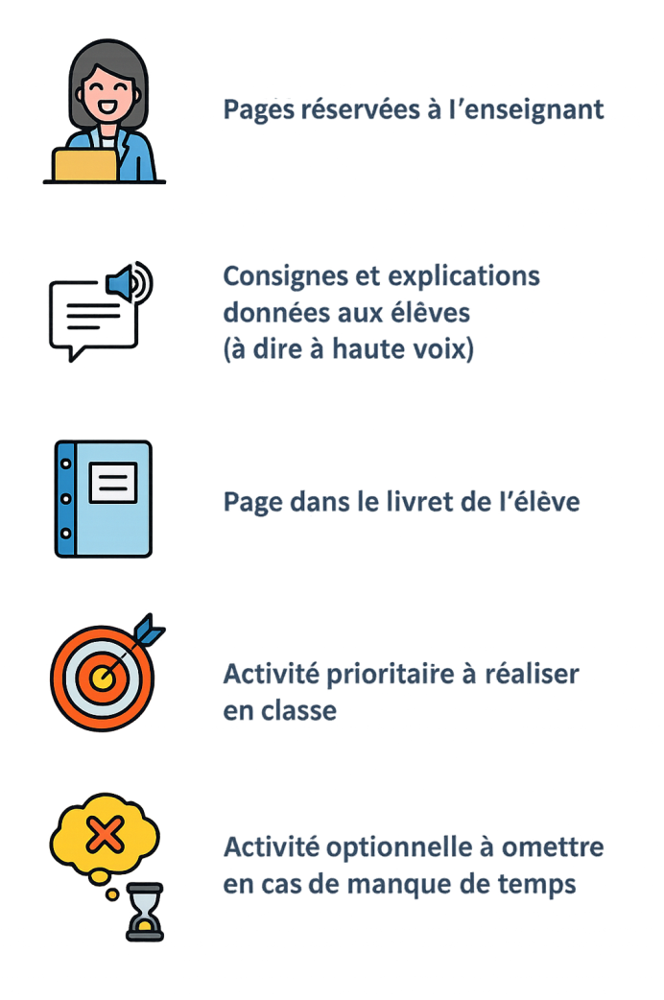 Pages réservées à l'enseignant
Consignes et explications
données aux élêves
(à dire à haute voix)
Page dans le livret de l'élève
Activité prioritaire à réaliser
en classe
Activité optionnelle à omettre
en cas de manque de temps